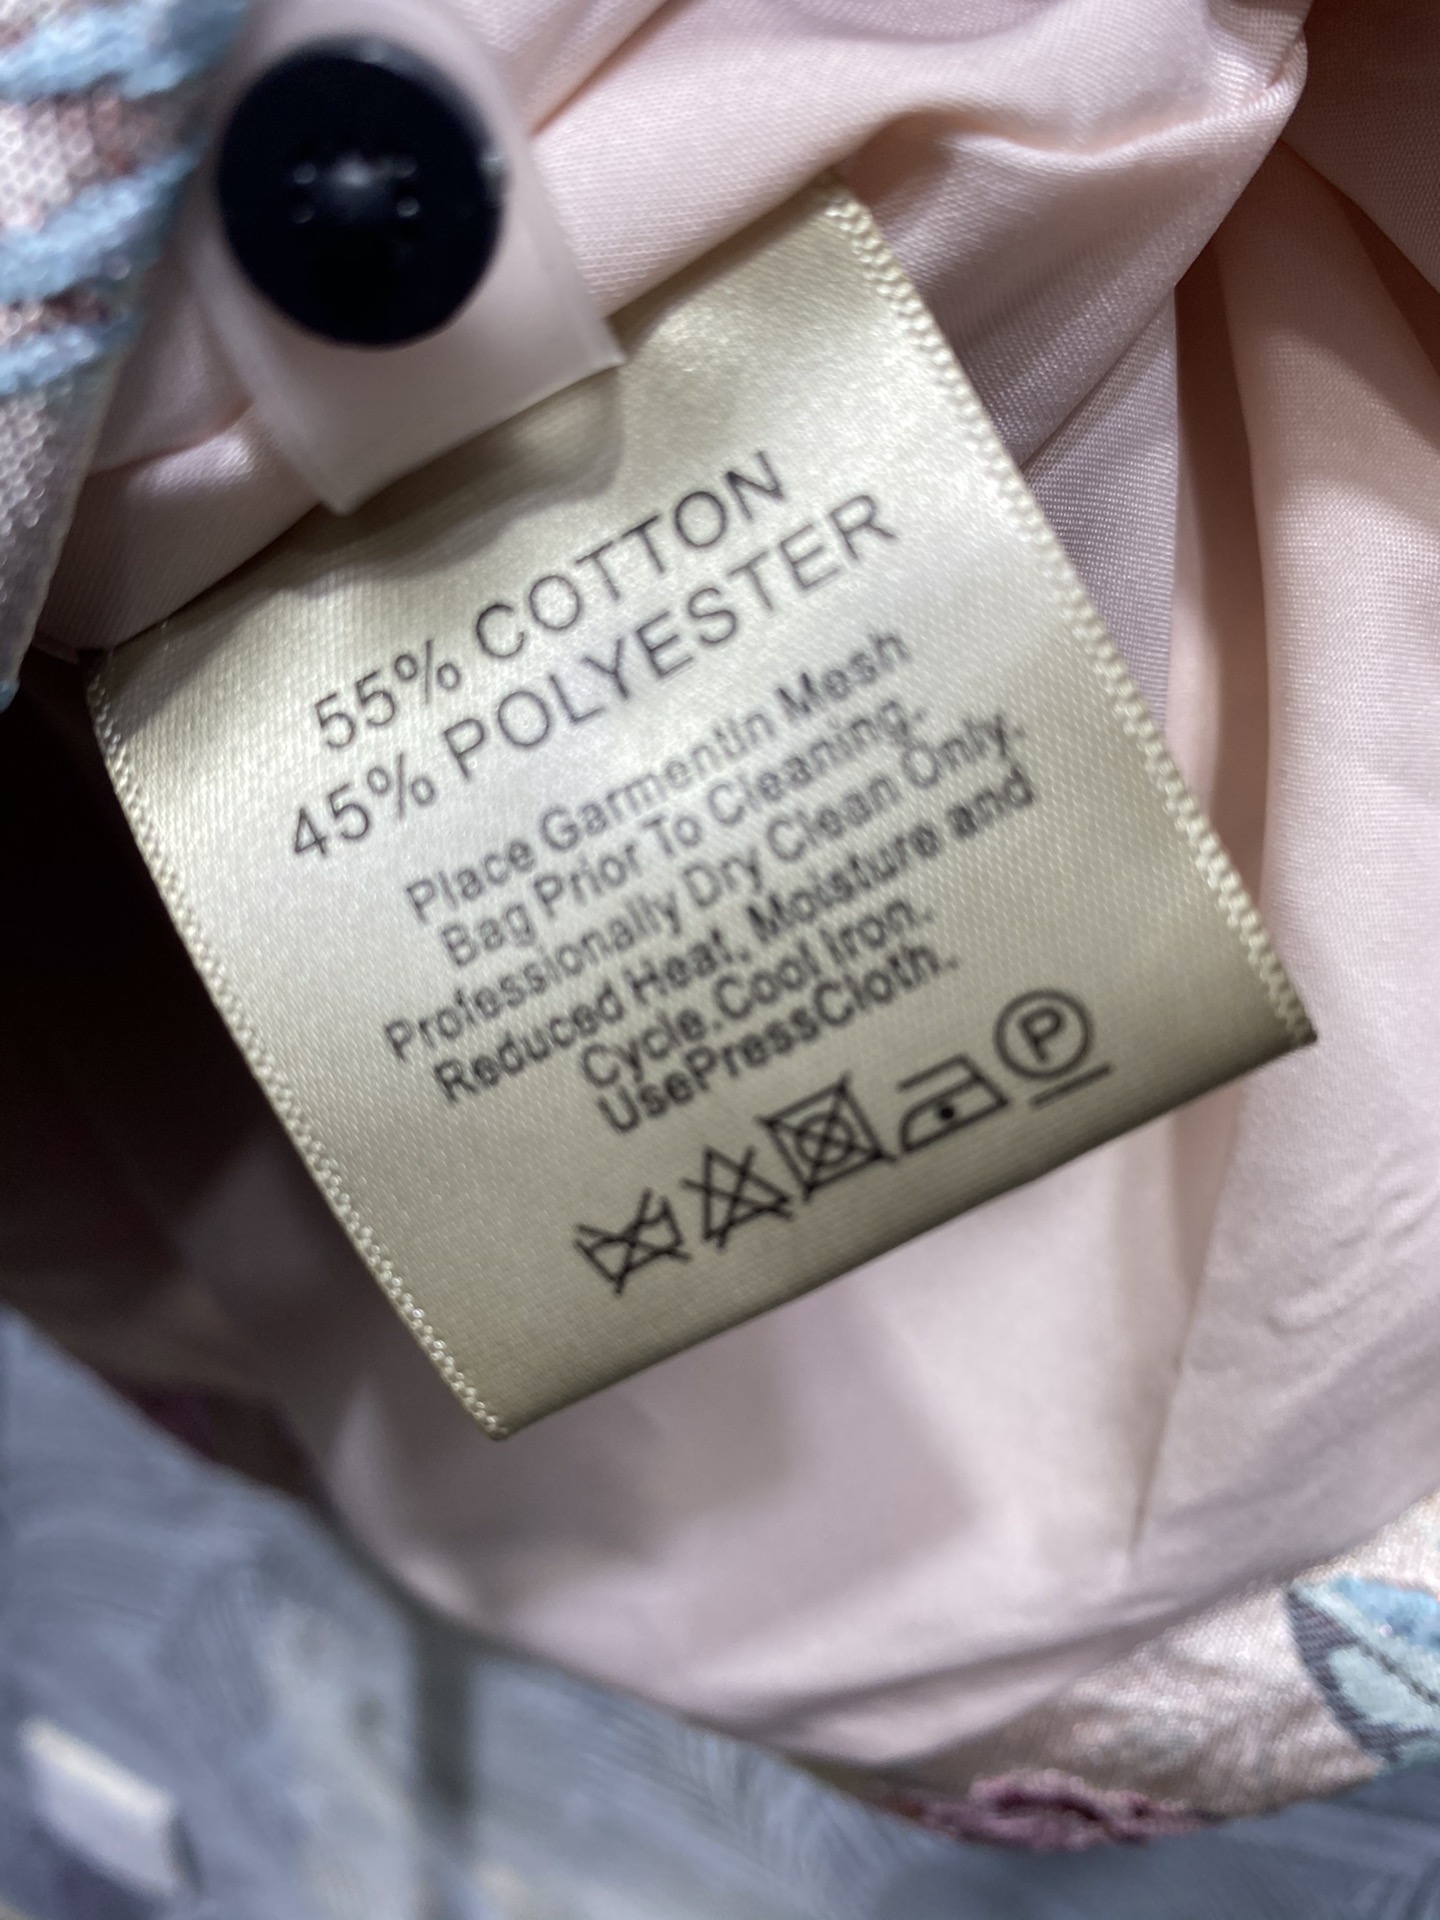 55% COTTON
45% POLYESTER
Place GarmentIn Mesh
Bag Prior To Cleaning.
Professionally Dry Clean Only.
Reduced Heat, Moisture and
Cycle.Cool Iron.
UsePressCloth.
P